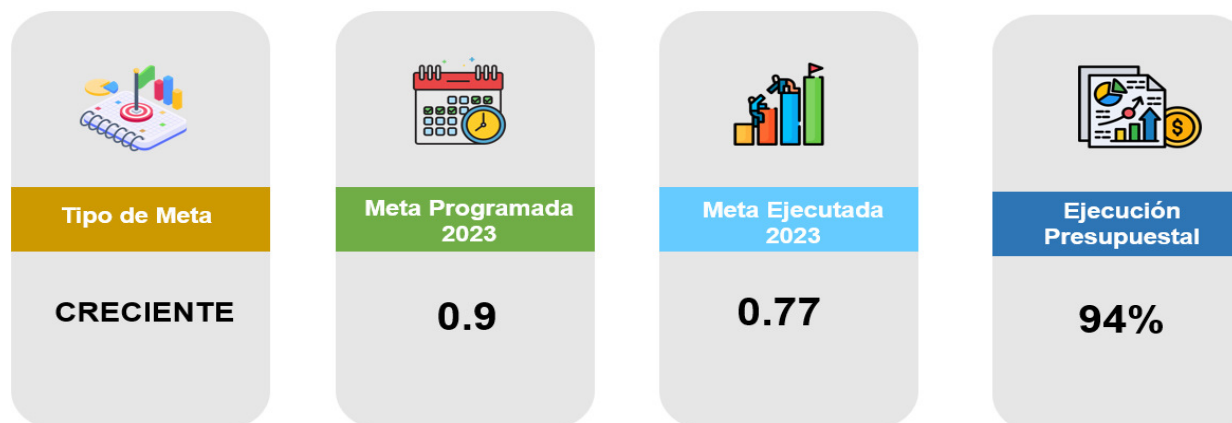 Tipo de Meta
CRECIENTE
Meta Programada
2023
0.9
Meta Ejecutada
2023
0.77
Ejecución
Presupuestal
94%